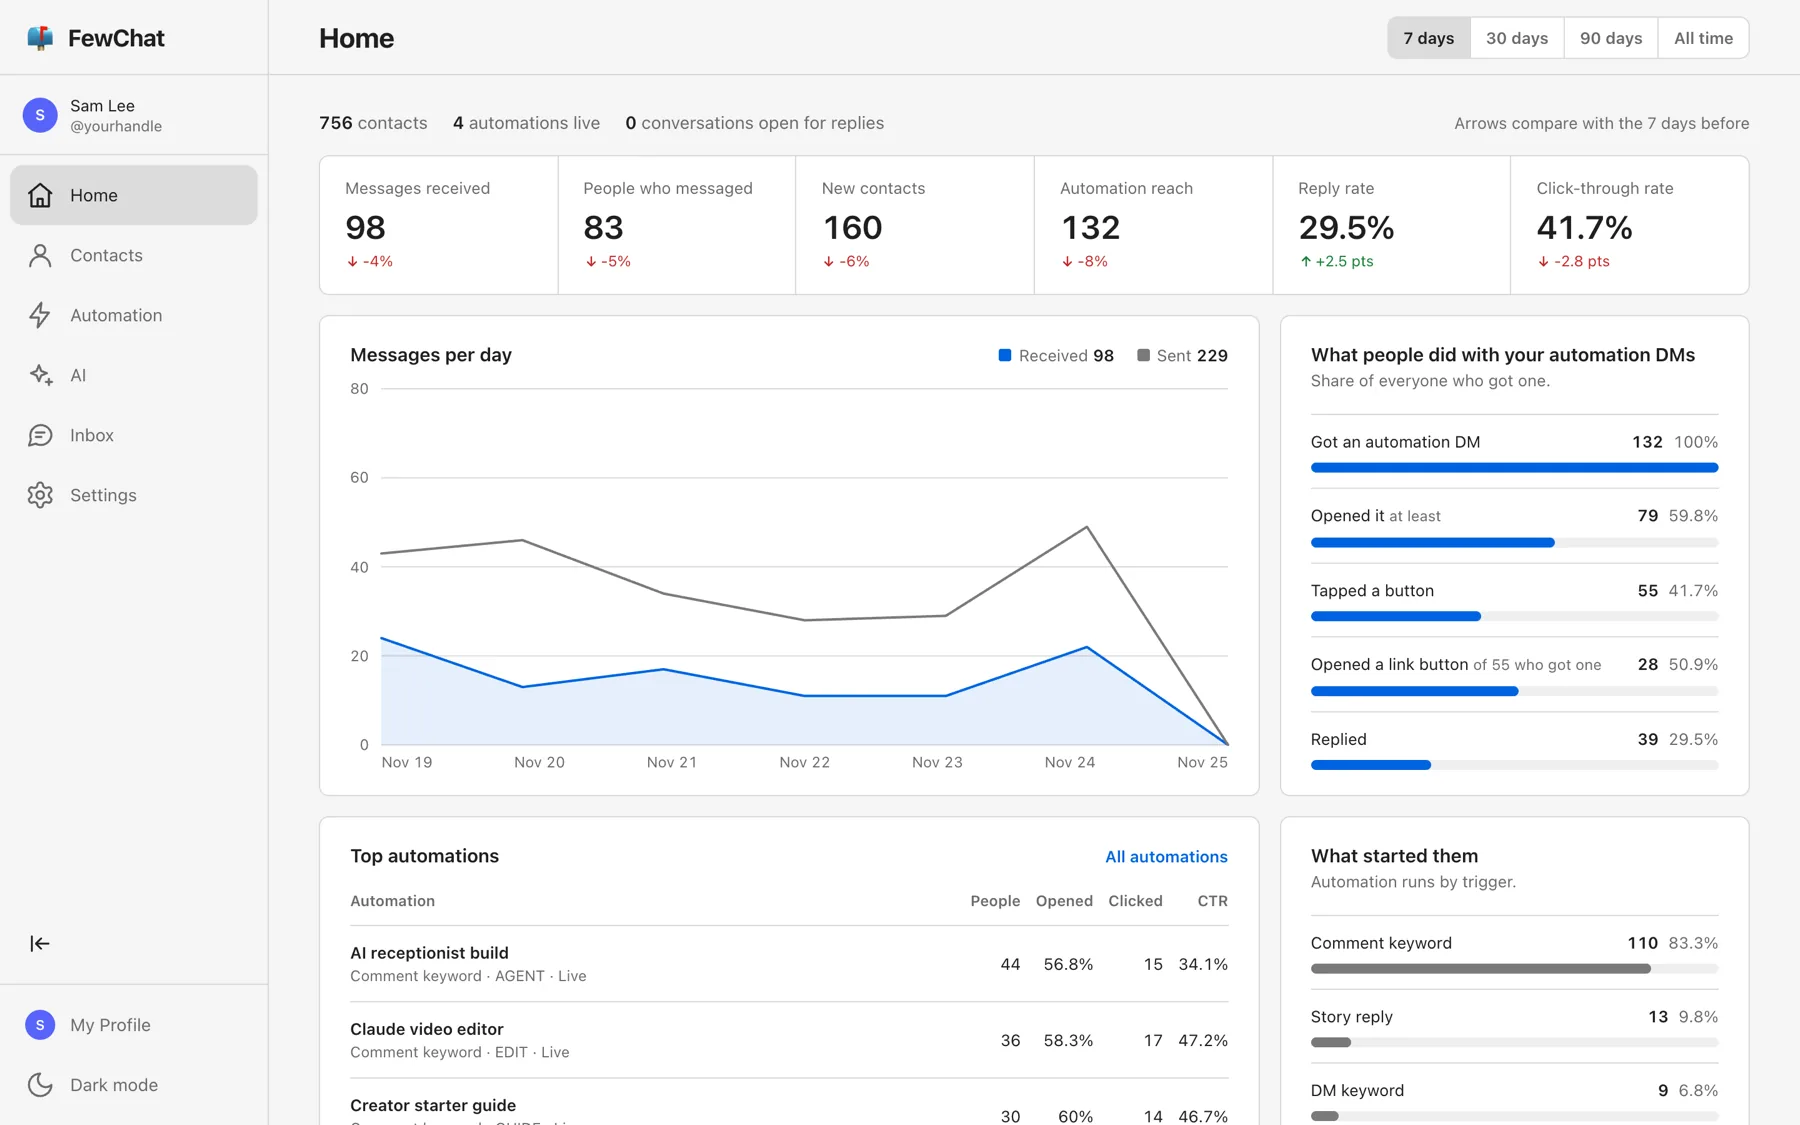 FewChat
Home
7 days
30 days
90 days
All time
S
Sam Lee
@yourhandle
Home
Contacts
Automation
AI
Inbox
Settings
S
My Profile
Dark mode
756 contacts
4 automations live
0 conversations open for replies
Arrows compare with the 7 days before
Messages received
98
↓ -4%
People who messaged
83
↓ -5%
New contacts
160
↓ -6%
Automation reach
132
↓ -8%
Reply rate
29.5%
↑ +2.5 pts
Click-through rate
41.7%
↓ -2.8 pts
Messages per day
Received 98
Sent 229
80
60
40
20
0
Nov 19
Nov 20
Nov 21
Nov 22
Nov 23
Nov 24
Nov 25
What people did with your automation DMs
Share of everyone who got one.
Got an automation DM 132 100%
Opened it at least 79 59.8%
Tapped a button 55 41.7%
Opened a link button of 55 who got one 28 50.9%
Replied 39 29.5%
Top automations
All automations
Automation People Opened Clicked CTR
AI receptionist build
Comment keyword · AGENT · Live
44 56.8% 15 34.1%
Claude video editor
Comment keyword · EDIT · Live
36 58.3% 17 47.2%
Creator starter guide
30 60% 14 46.7%
What started them
Automation runs by trigger.
Comment keyword 110 83.3%
Story reply 13 9.8%
DM keyword 9 6.8%